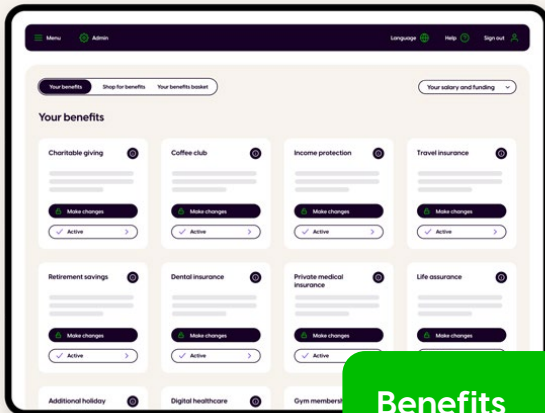 Menu Admin Language Help Sign out
Your benefits Shop for benefits Your benefits basket Your salary and funding
Your benefits
Charitable giving Coffee club Income protection Travel insurance
Make changes Make changes Make changes Make changes
Active Active Active Active
Retirement savings Dental insurance Private medical insurance Life assurance
Make changes Make changes Make changes Make changes
Active Active Active
Additional holiday Digital healthcare Gym membersh
Benefits